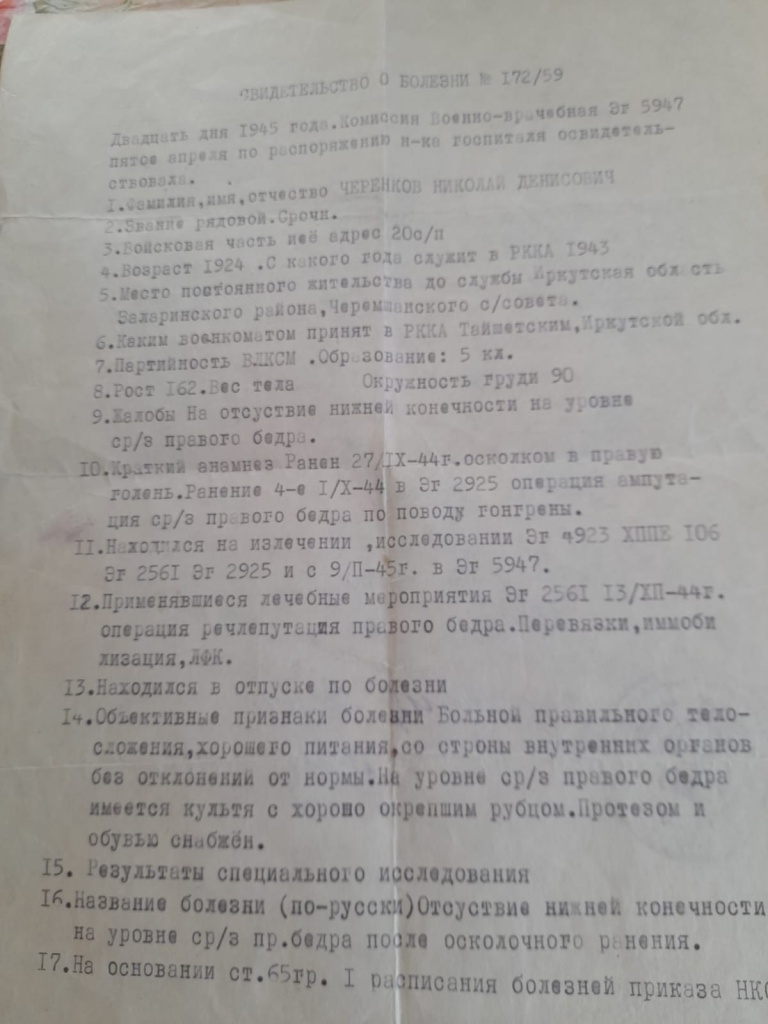 СВИДЕТЕЛЬСТВО О БОЛЕЗНИ № 172/59
Двадцать дня 1945 года.Комиссия Военно-врачебная Эг 5947
пятое апреля по распоряжению н-ка госпиталя освидетель-
ствовала. .
1.Фамилия,имя,отчество ЧЕРЕНКОВ НИКОЛАЙ ДЕНИСОВИЧ
2.Звание рядовой.Срочн.
3.Войсковая часть иеё адрес 20с/п
4.Возраст 1924 .С какого года служит в РККА 1943
5.Место постоянного жительства до службы Иркутская область
Заларинского района,Черемшанского с/совета.
6.Каким военкоматом принят в РККА Тайшетским,Иркутской обл.
7.Партийность ВЛКСМ .Образование: 5 кл.
8.Рост 162.Вес тела Окружность груди 90
9.Жалобы На отсуствие нижней конечности на уровне
ср/з правого бедра.
10.Краткий анамнез Ранен 27/IX-44г.осколком в правую
голень.Ранение 4-е I/X-44 в Эг 2925 операция ампута-
ция ср/з правого бедра по поводу гонгрены.
11.Находился на излечении ,исследовании Эг 4923 ХППГ 106
Эг 2561 Эг 2925 и с 9/П-45г. в Эг 5947.
12.Применявшиеся лечебные мероприятия Эг 2561 13/ХП-44г.
операция речлепутация правого бедра.Перевязки,иммоби
лизация,ЛФК.
13.Находился в отпуске по болезни
14.Объективные признаки болезни Больной правильного тело-
сложения,хорошего питания,со строны внутренних органов
без отклонений от нормы.На уровне ср/з правого бедра
имеется культя с хорошо окрепшим рубцом.Протезом и
обувью снабжён.
15. Результаты специального исследования
16.Название болезни (по-русски)Отсуствие нижней конечности
на уровне ср/з пр.бедра после осколочного ранения.
17.На основании ст.65гр. I расписания болезней приказа НКО